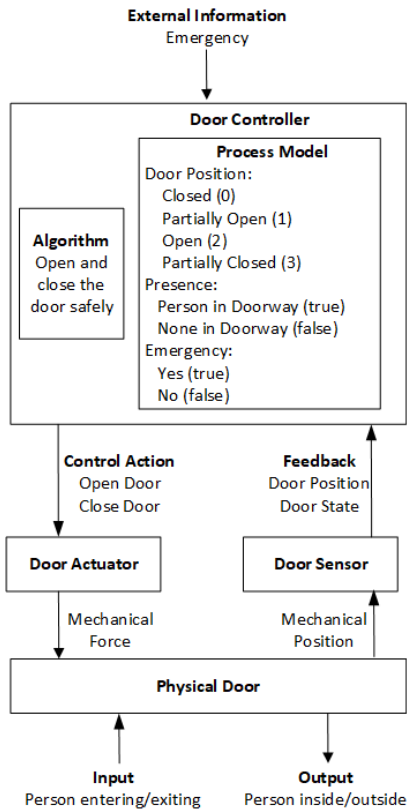 External Information
Emergency
Door Controller
Process Model
Door Position:
Closed (0)
Partially Open (1)
Open (2)
Partially Closed (3)
Presence:
Person in Doorway (true)
None in Doorway (false)
Emergency:
Yes (true)
No (false)
Algorithm
Open and
close the
door safely
Control Action
Open Door
Close Door
Feedback
Door Position
Door State
Door Actuator
Door Sensor
Mechanical
Force
Mechanical
Position
Physical Door
Input
Person entering/exiting
Output
Person inside/outside